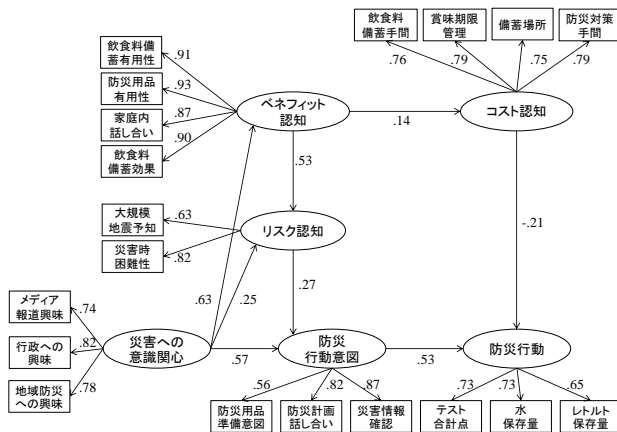 飲食料
備蓄手間
賞味期限
管理
備蓄場所
防災対策
手間
.76
.79
.75
.79
飲食料備
蓄有用性
防災用品
有用性
家庭内
話し合い
飲食料
備蓄効果
.91
.93
.87
.90
ベネフィット
認知
.14
コスト認知
.53
大規模
地震予知
災害時
困難性
.63
.82
リスク認知
-.21
.63
.25
.27
メディア
報道興味
行政への
興味
地域防災
への興味
.74
.82
.78
災害への
意識関心
.57
防災
行動意図
.53
防災行動
.56
.82
.87
.73
.73
.65
防災用品
準備意図
防災計画
話し合い
災害情報
確認
テスト
合計点
水
保存量
レトルト
保存量